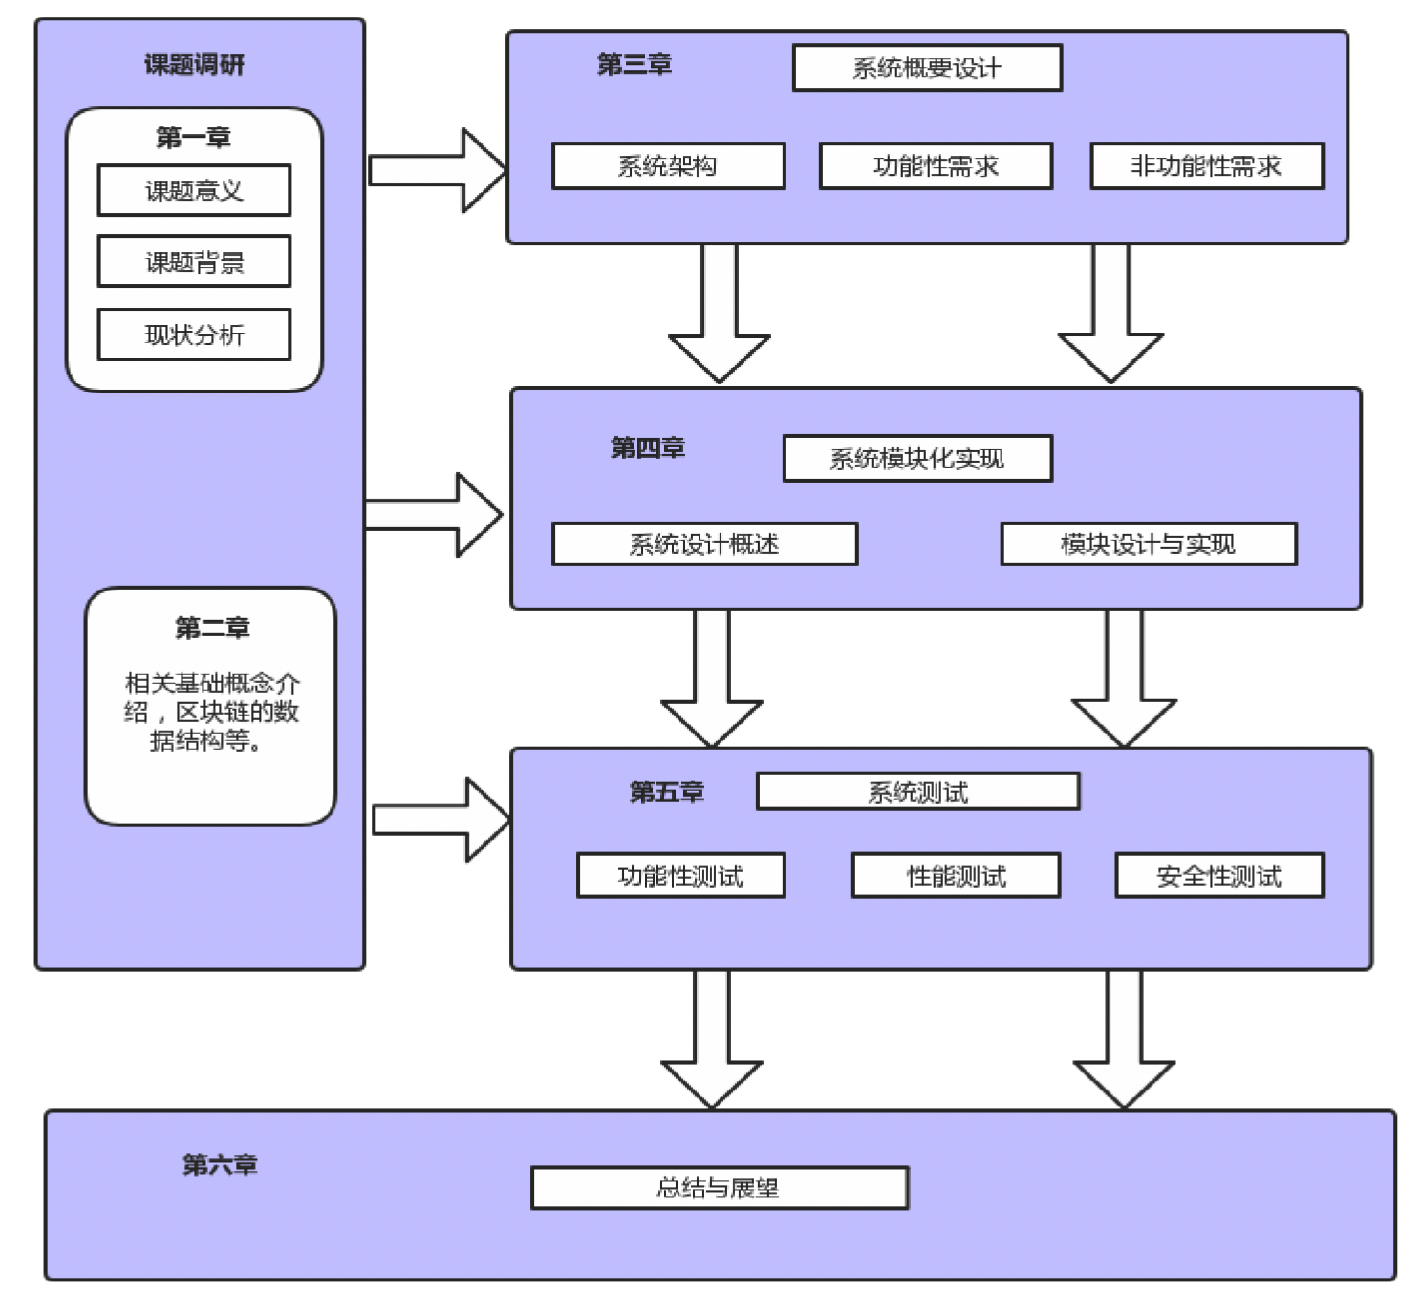 课题调研
第一章
课题意义
课题背景
现状分析
第二章
相关基础概念介
绍，区块链的数
据结构等。
第三章
系统概要设计
系统架构
功能性需求
非功能性需求
第四章
系统模块化实现
系统设计概述
模块设计与实现
第五章
系统测试
功能性测试
性能测试
安全性测试
第六章
总结与展望